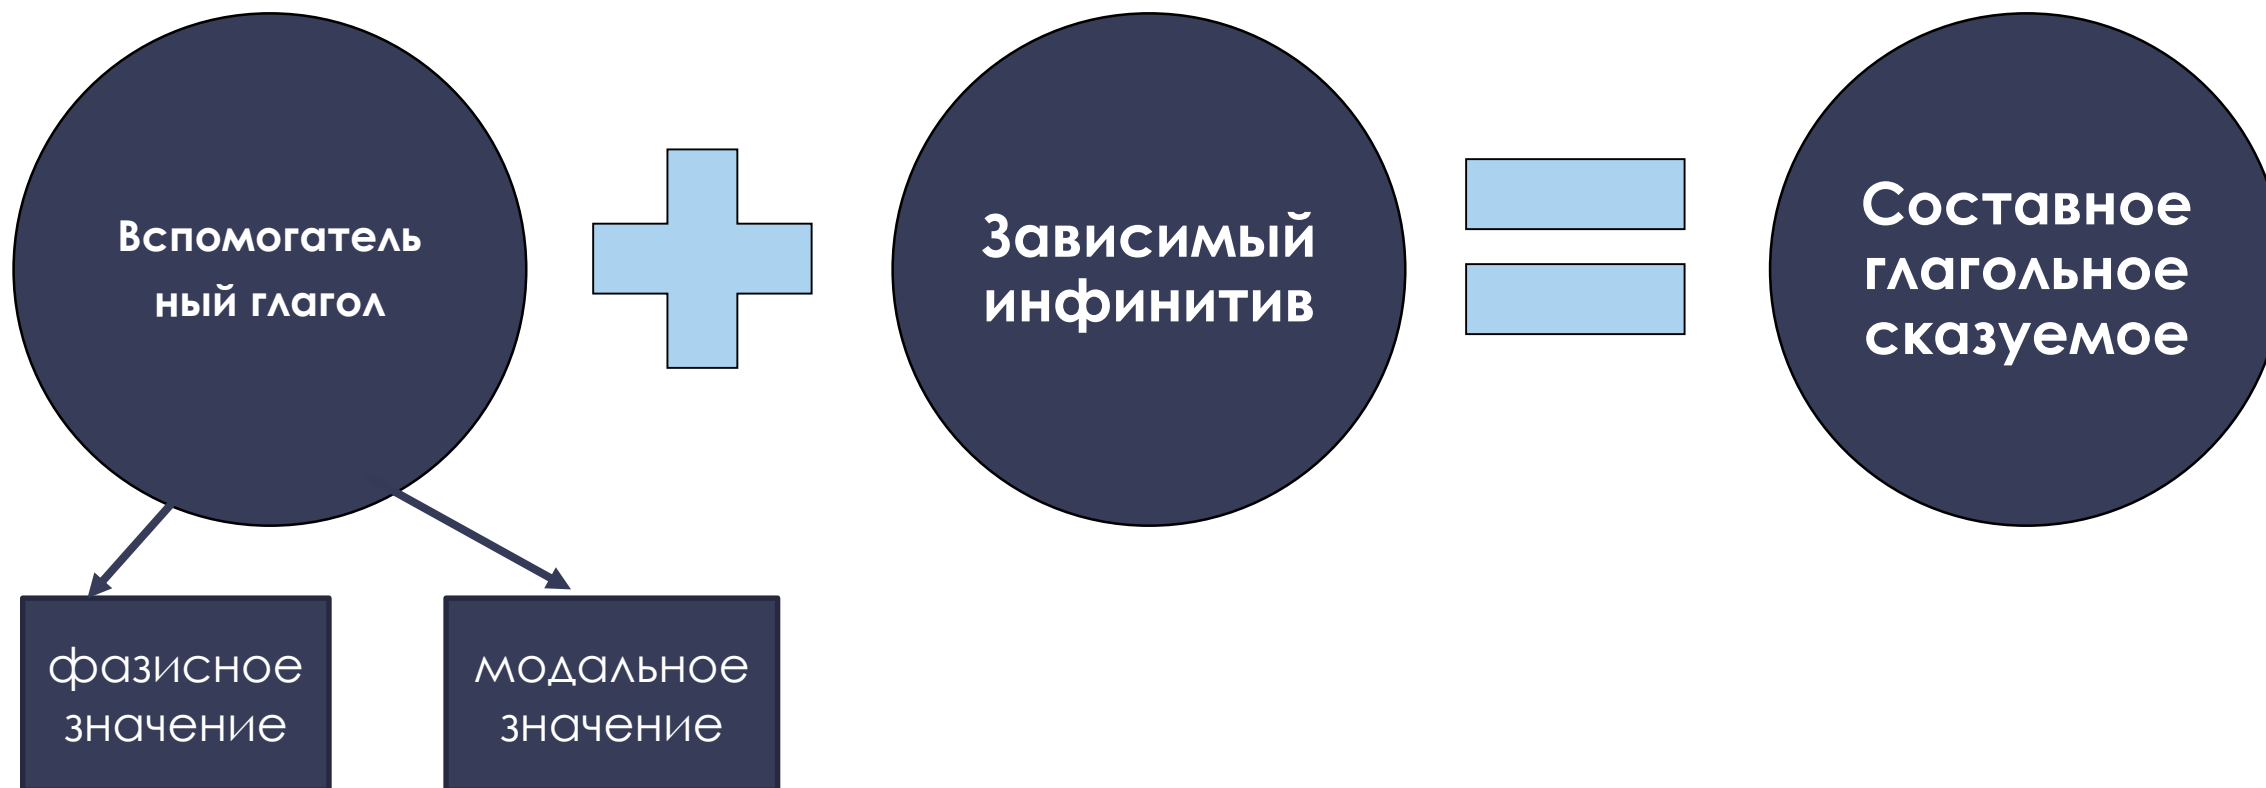 Вспомогатель
ный глагол
Зависимый
инфинитив
Составное
глагольное
сказуемое
фазисное
значение
модальное
значение